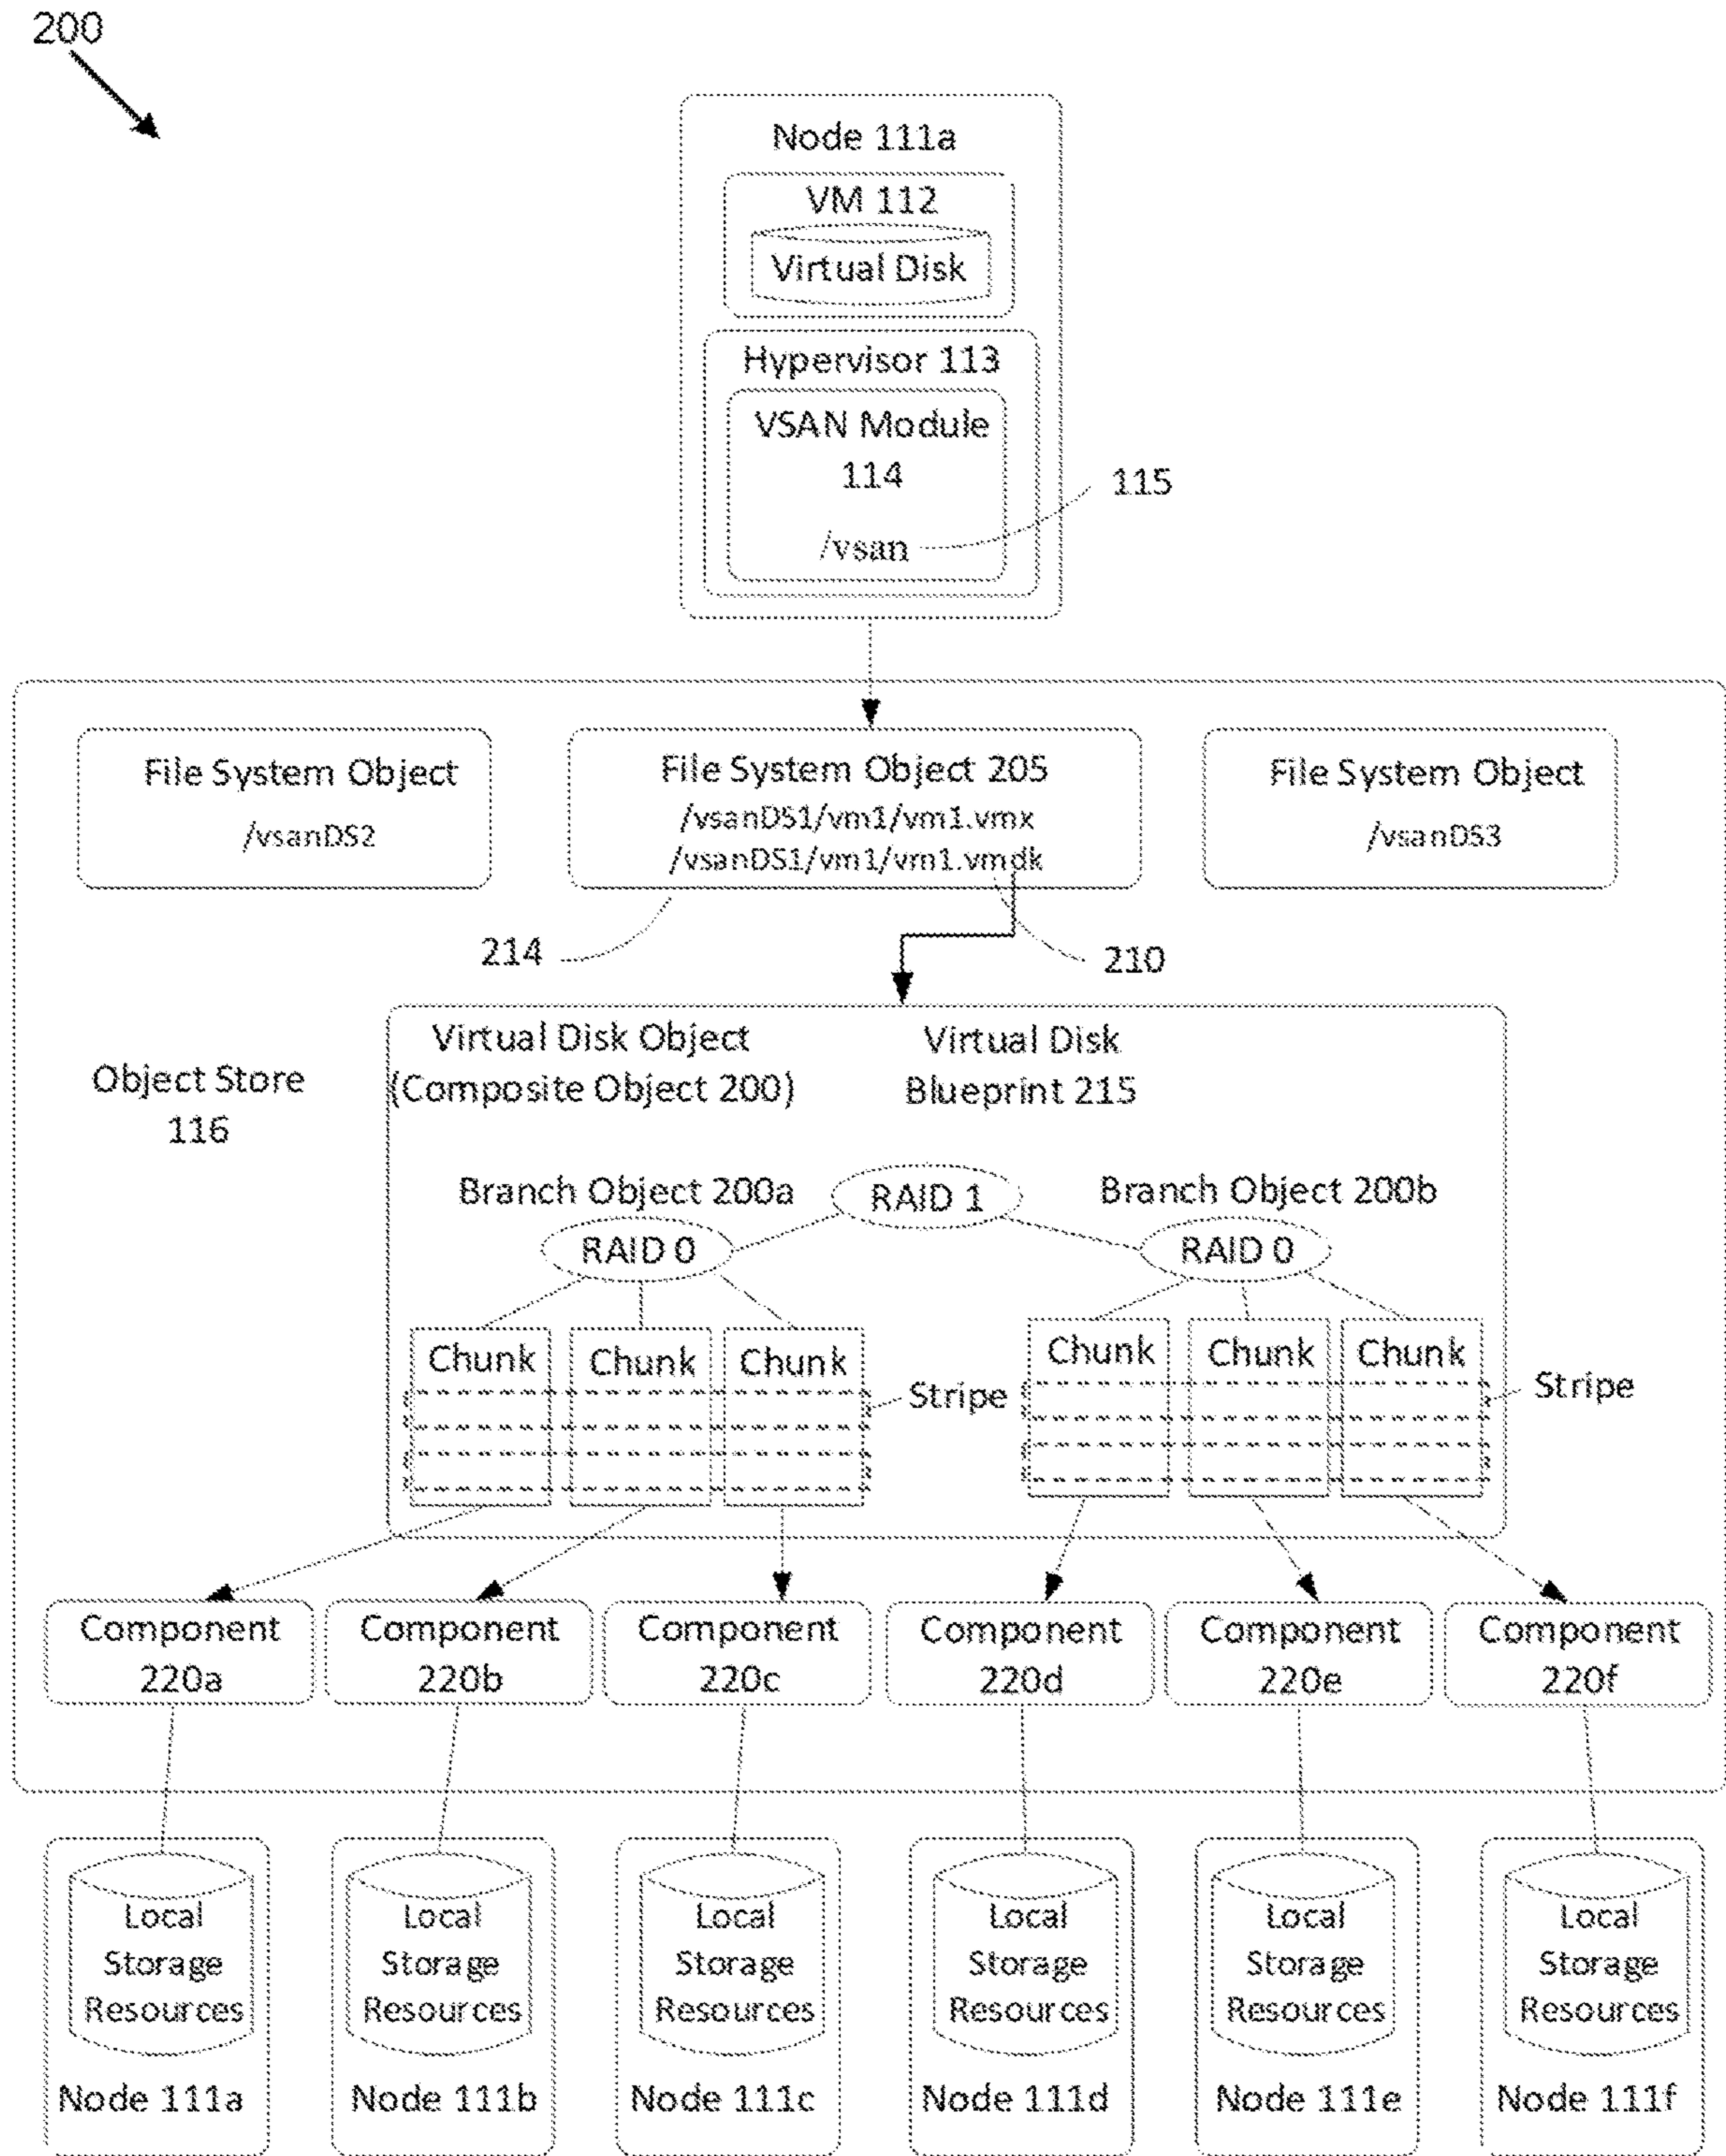 200
Node 111a
VM 112
Virtual Disk
Hypervisor 113
VSAN Module
114
115
/vsan
File System Object
/vsanDS2
File System Object 205
/vsanDS1/vm1/vm1.vmx
/vsanDS1/vm1/vm1.vmdk
File System Object
/vsanDS3
214
210
Object Store
116
Virtual Disk Object
(Composite Object 200)
Virtual Disk
Blueprint 215
Branch Object 200a
RAID 1
Branch Object 200b
RAID 0
RAID 0
Chunk
Chunk
Chunk
Stripe
Chunk
Chunk
Chunk
Stripe
Component
220a
Component
220b
Component
220c
Component
220d
Component
220e
Component
220f
Local
Storage
Resources
Node 111a
Local
Storage
Resources
Node 111b
Local
Storage
Resources
Node 111c
Local
Storage
Resources
Node 111d
Local
Storage
Resources
Node 111e
Local
Storage
Resources
Node 111f